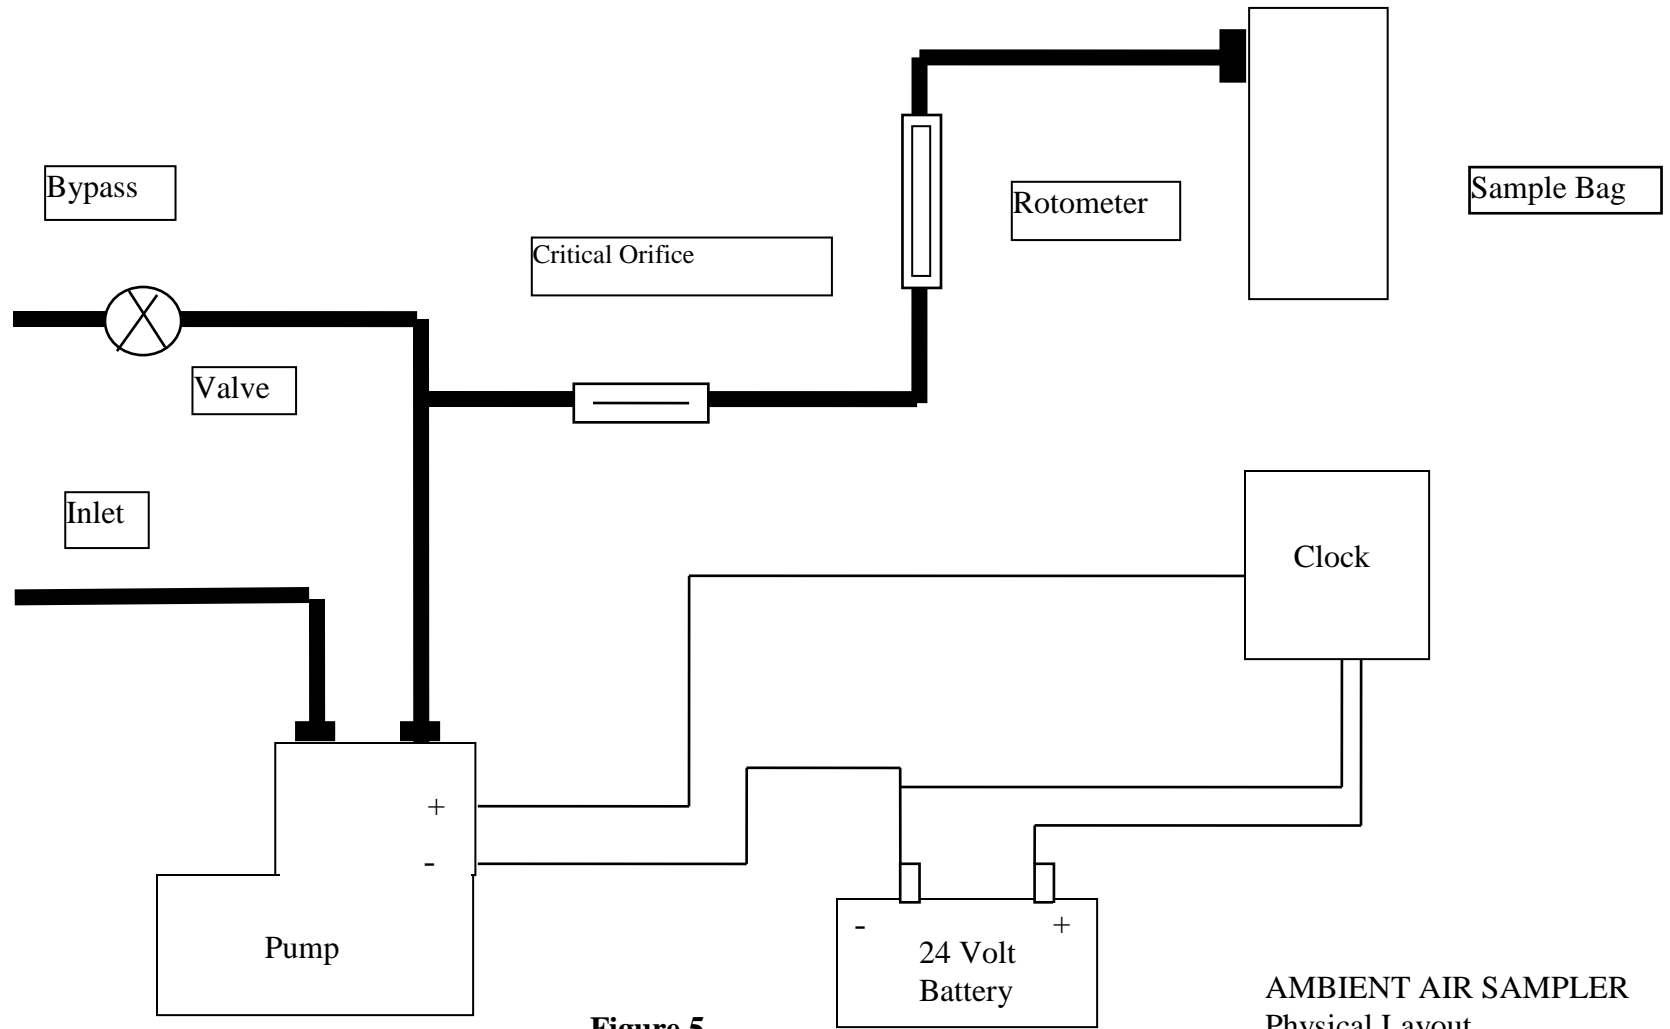 Bypass
Sample Bag
Rotometer
Critical Orifice
Valve
Inlet
Clock
+
-
Pump
-
+
24 Volt
Battery
AMBIENT AIR SAMPLER
Physical Layout
Figure 5